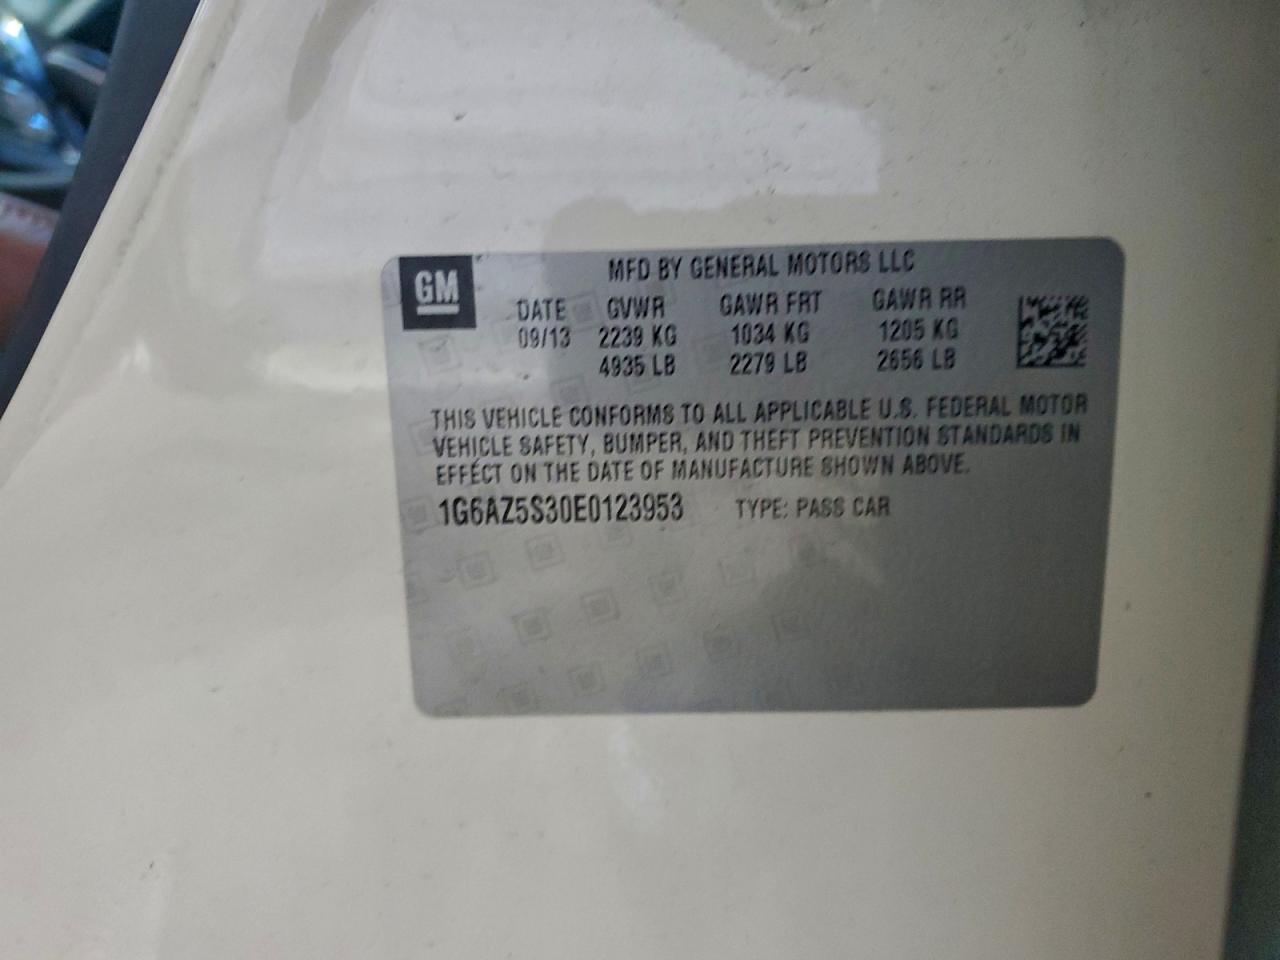 GM
MFD BY GENERAL MOTORS LLC
DATE GVWR GAWR FRT GAWR RR
09/13 2239 KG 1034 KG 1205 KG
4935 LB 2279 LB 2656 LB
THIS VEHICLE CONFORMS TO ALL APPLICABLE U.S. FEDERAL MOTOR
VEHICLE SAFETY, BUMPER, AND THEFT PREVENTION STANDARDS IN
EFFECT ON THE DATE OF MANUFACTURE SHOWN ABOVE.
1G6AZ5S30E0123953 TYPE: PASS CAR